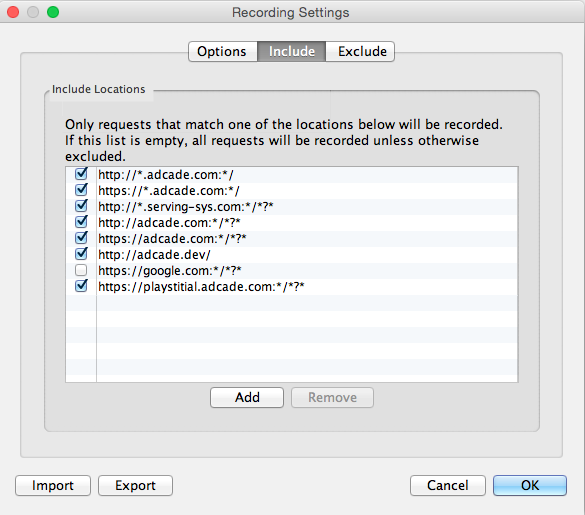 Recording Settings
Options Include Exclude
Include Locations
Only requests that match one of the locations below will be recorded.
If this list is empty, all requests will be recorded unless otherwise
excluded.
http://*.adcade.com:*/
https://*.adcade.com:*/
http://*.serving-sys.com:*/*?*
http://adcade.com:*/*?*
https://adcade.com:*/*?*
http://adcade.dev/
https://google.com:*/*?*
https://playstitial.adcade.com:*/*?*
Add Remove
Import Export Cancel OK